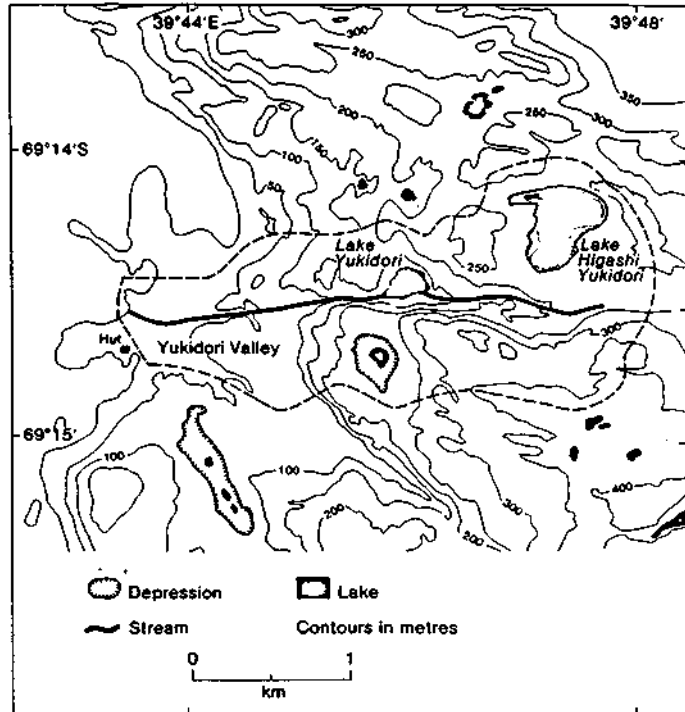 39°44′E
39°48′
300
250
250
350
200
300
250
150
100
69°14′S
50
Lake
Yukidori
Lake
Higashi
Yukidori
250
300
Hut
Yukidori Valley
69°15′
100
100
300
400
200
200
Depression
Lake
Stream
Contours in metres
0
1
km